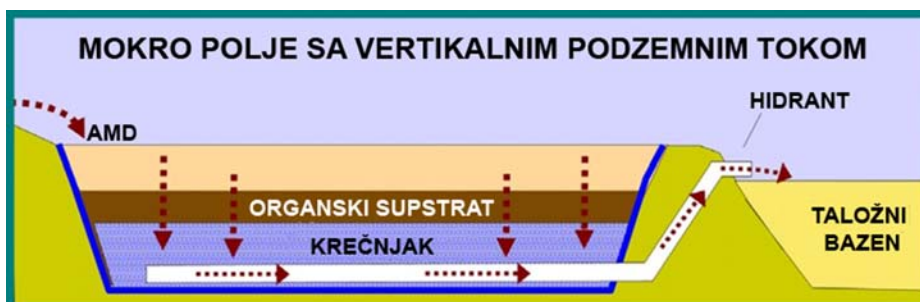 MOKRO POLJE SA VERTIKALNIM PODZEMNIM TOKOM
HIDRANT
AMD
ORGANSKI SUPSTRAT
KREČNJAK
TALOŽNI
BAZEN